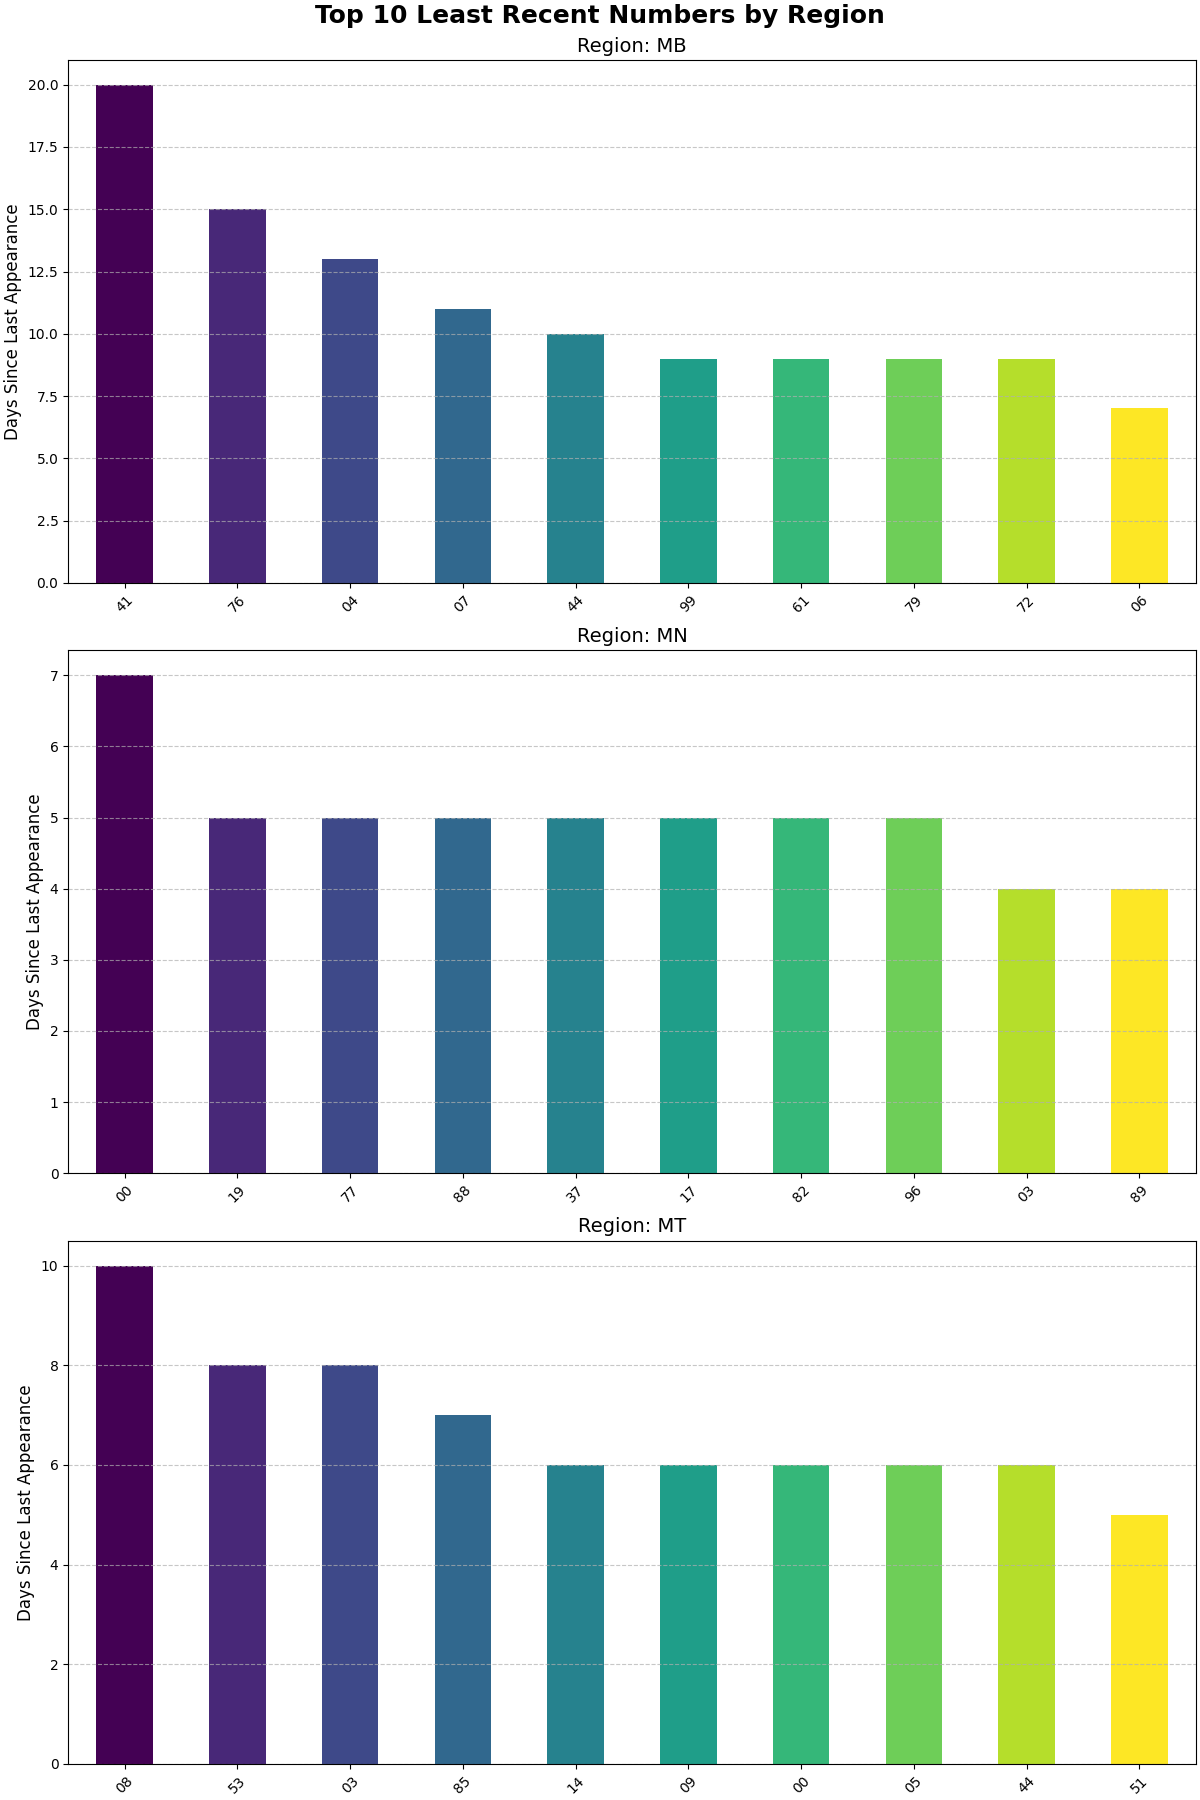 Top 10 Least Recent Numbers by Region
Region: MB
Days Since Last Appearance
20.0
17.5
15.0
12.5
10.0
7.5
5.0
2.5
0.0
41 76 04 07 44 99 61 79 72 06
Region: MN
Days Since Last Appearance
7
6
5
4
3
2
1
0
00 19 77 88 37 17 82 96 03 89
Region: MT
Days Since Last Appearance
10
8
6
4
2
0
08 53 03 85 14 09 00 05 44 51